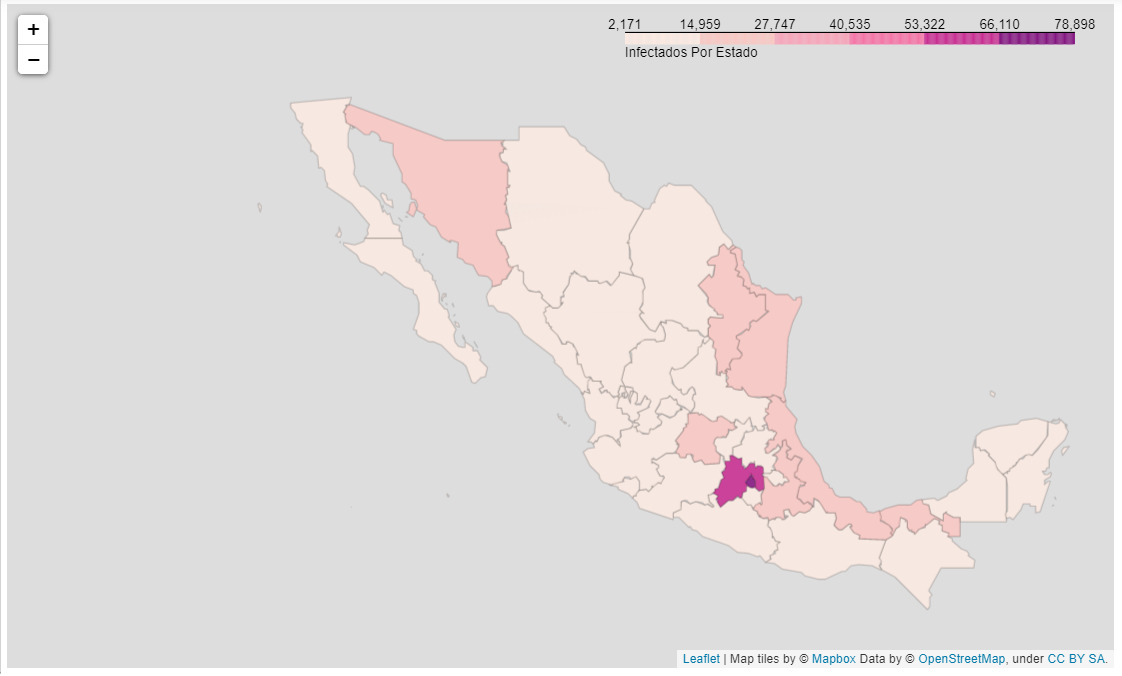 +
−
2,171 14,959 27,747 40,535 53,322 66,110 78,898
Infectados Por Estado
Leaflet | Map tiles by © Mapbox Data by © OpenStreetMap, under CC BY SA.